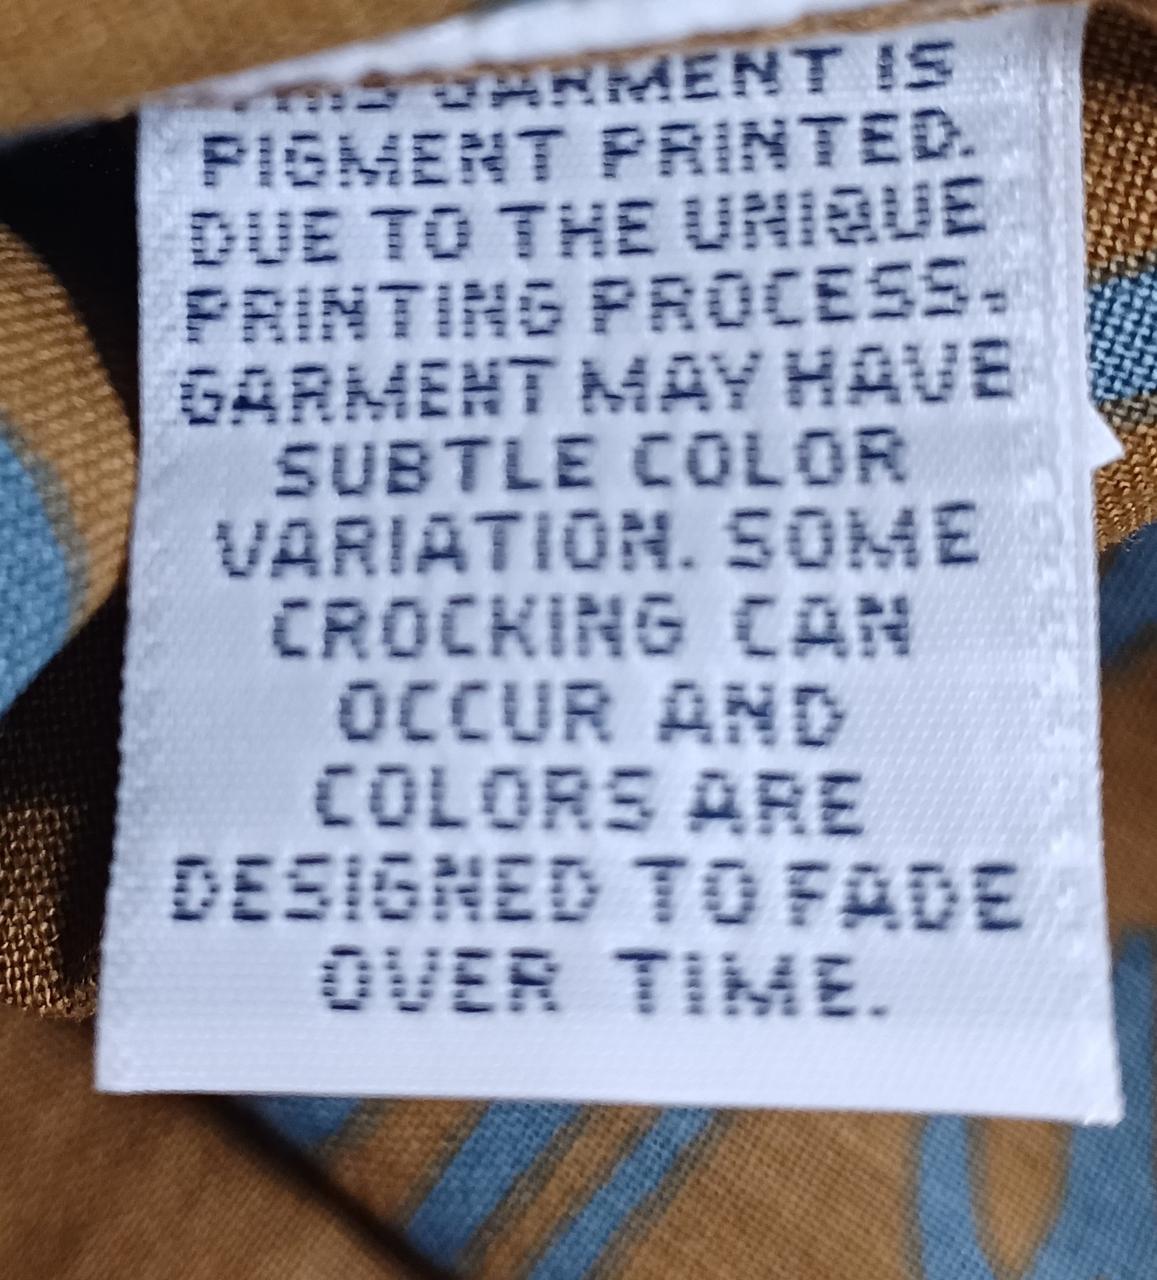 THIS GARMENT IS
PIGMENT PRINTED.
DUE TO THE UNIQUE
PRINTING PROCESS,
GARMENT MAY HAVE
SUBTLE COLOR
VARIATION. SOME
CROCKING CAN
OCCUR AND
COLORS ARE
DESIGNED TO FADE
OVER TIME.